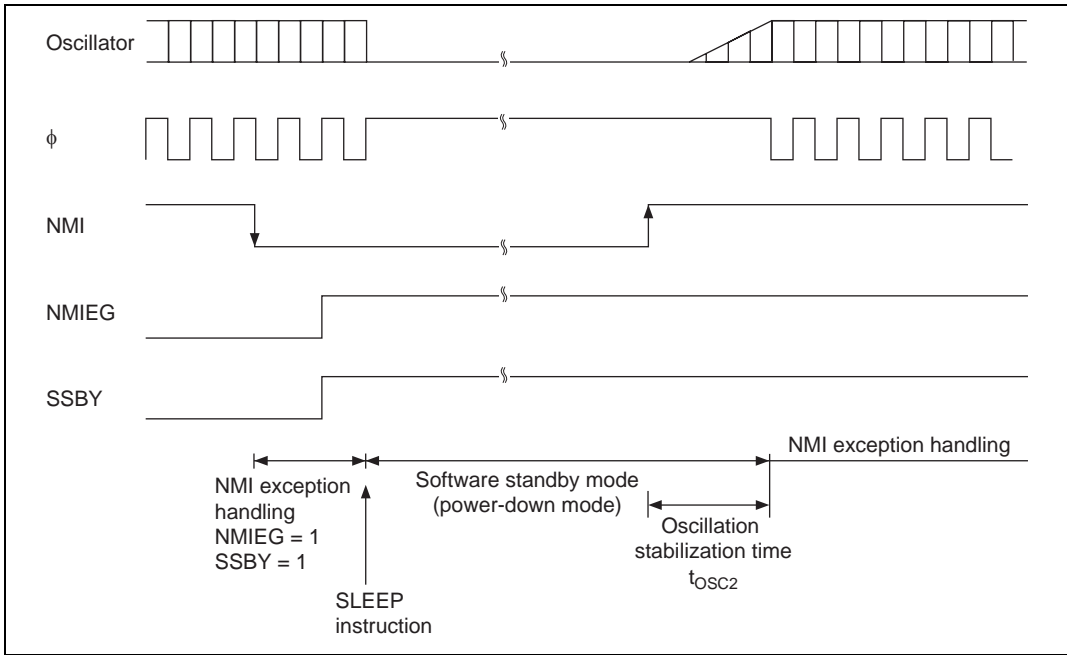 Oscillator
ϕ
NMI
NMIEG
SSBY
NMI exception
handling
NMIEG = 1
SSBY = 1
SLEEP
instruction
Software standby mode
(power-down mode)
Oscillation
stabilization time
tOSC2
NMI exception handling